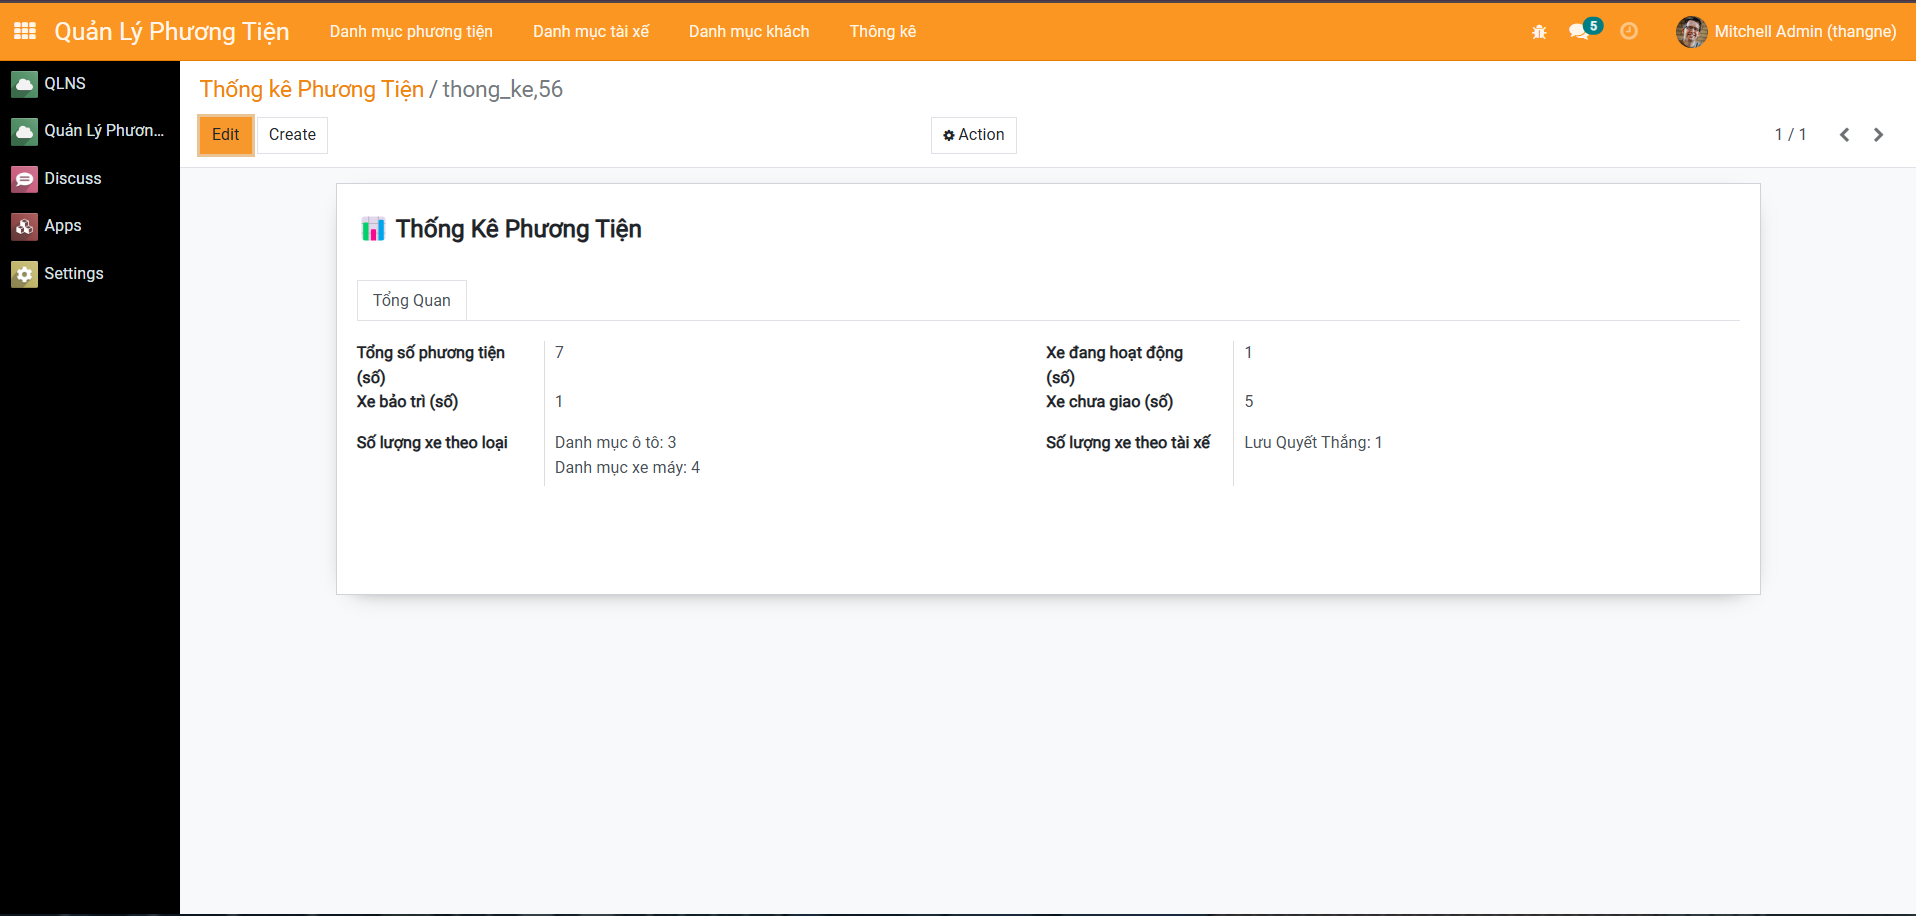 Quản Lý Phương Tiện
Danh mục phương tiện
Danh mục tài xế
Danh mục khách
Thông kê
5
Mitchell Admin (thangne)
QLNS
Quản Lý Phươn...
Discuss
Apps
Settings
Thống kê Phương Tiện / thong_ke,56
Edit
Create
Action
1 / 1
Thống Kê Phương Tiện
Tổng Quan
Tổng số phương tiện
(số)
7
Xe bảo trì (số)
1
Xe đang hoạt động
(số)
1
Xe chưa giao (số)
5
Số lượng xe theo loại
Danh mục ô tô: 3
Danh mục xe máy: 4
Số lượng xe theo tài xế
Lưu Quyết Thắng: 1